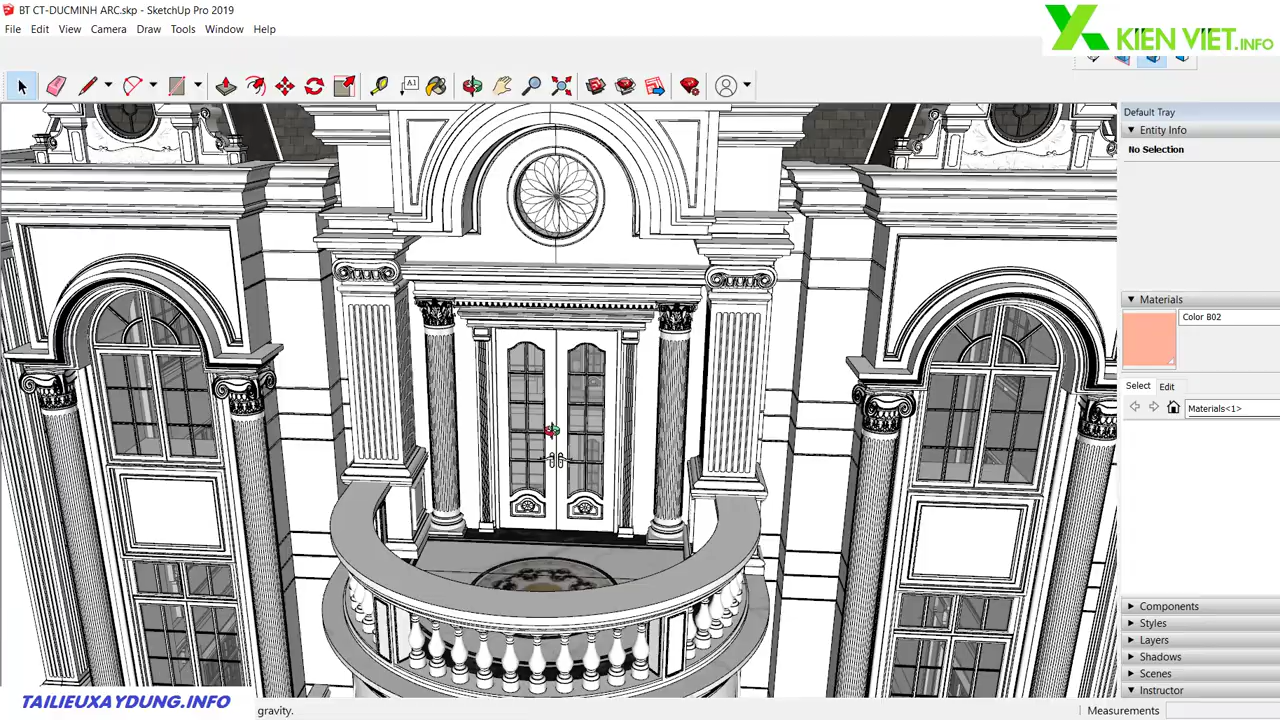 BT CT-DUCMINH ARC.skp - SketchUp Pro 2019
KIEN VIET.INFO
File Edit View Camera Draw Tools Window Help
A1
Default Tray
Entity Info
No Selection
Materials
Color B02
Select Edit
Materials<1>
Components
Styles
Layers
Shadows
Scenes
Instructor
TAILIEUXAYDUNG.INFO
gravity.
Measurements